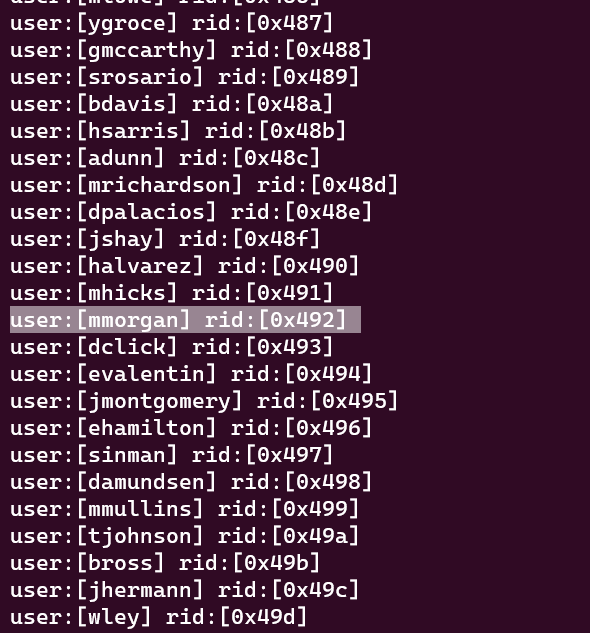 user:[ygroce] rid:[0x487]
user:[gmccarthy] rid:[0x488]
user:[srosario] rid:[0x489]
user:[bdavis] rid:[0x48a]
user:[hsarris] rid:[0x48b]
user:[adunn] rid:[0x48c]
user:[mrichardson] rid:[0x48d]
user:[dpalacios] rid:[0x48e]
user:[jshay] rid:[0x48f]
user:[halvarez] rid:[0x490]
user:[mhicks] rid:[0x491]
user:[mmorgan] rid:[0x492]
user:[dclick] rid:[0x493]
user:[evalentin] rid:[0x494]
user:[jmontgomery] rid:[0x495]
user:[ehamilton] rid:[0x496]
user:[sinman] rid:[0x497]
user:[damundsen] rid:[0x498]
user:[mmullins] rid:[0x499]
user:[tjohnson] rid:[0x49a]
user:[bross] rid:[0x49b]
user:[jhermann] rid:[0x49c]
user:[wley] rid:[0x49d]